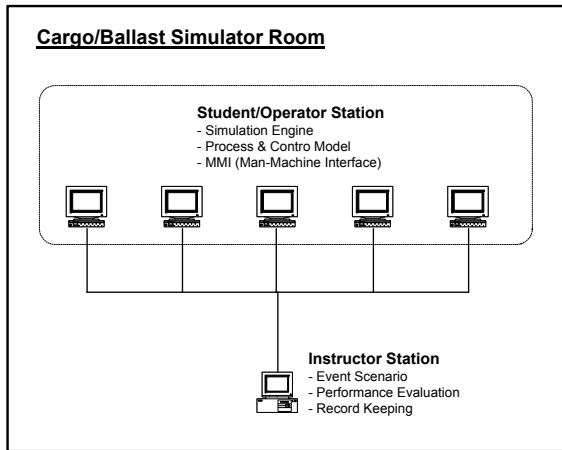 Cargo/Ballast Simulator Room
Student/Operator Station
- Simulation Engine
- Process & Contro Model
- MMI (Man-Machine Interface)
Instructor Station
- Event Scenario
- Performance Evaluation
- Record Keeping